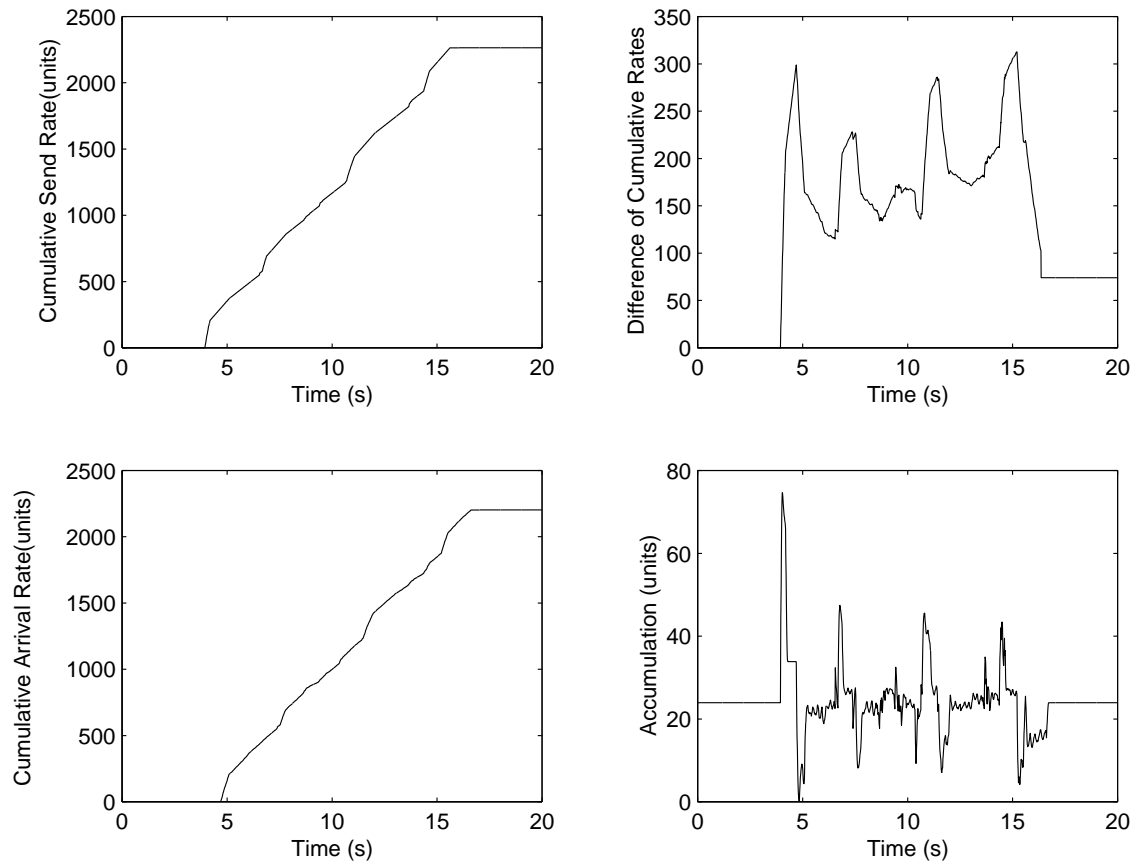 2500
2000
1500
1000
500
0
Cumulative Send Rate(units)
0 5 10 15 20
Time (s)
350
300
250
200
150
100
50
0
Difference of Cumulative Rates
0 5 10 15 20
Time (s)
2500
2000
1500
1000
500
0
Cumulative Arrival Rate(units)
0 5 10 15 20
Time (s)
80
60
40
20
0
Accumulation (units)
0 5 10 15 20
Time (s)